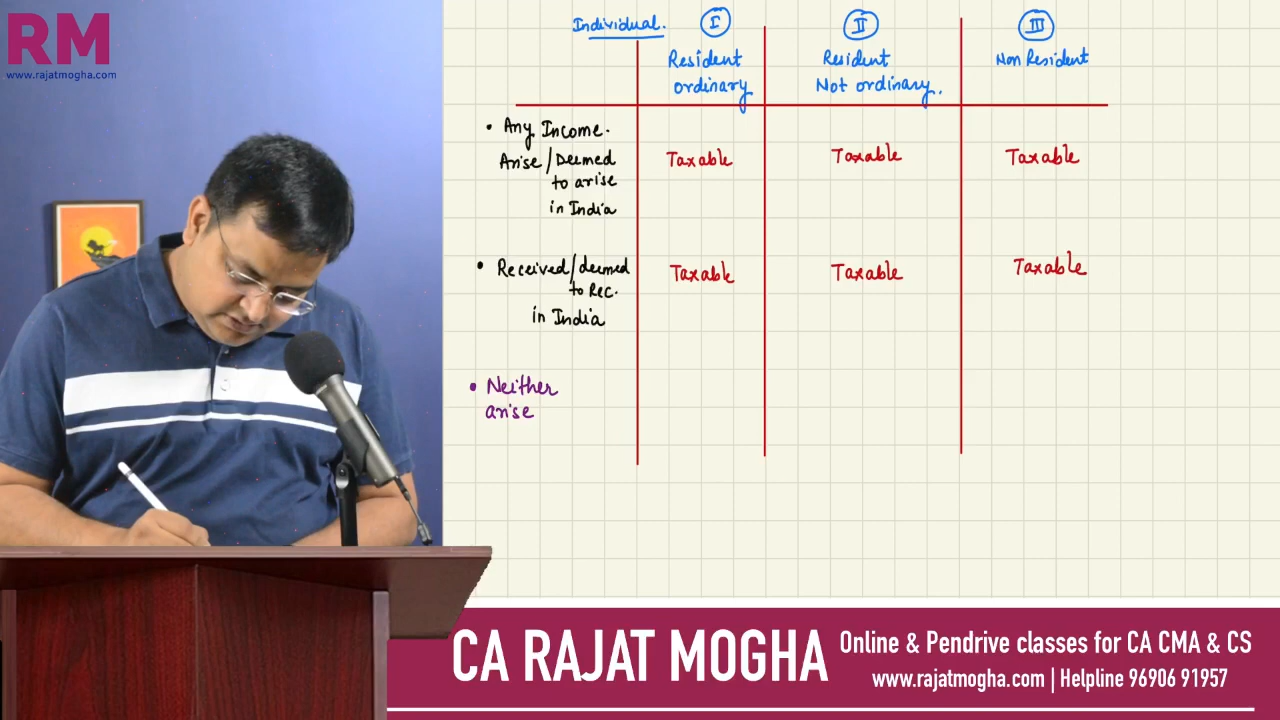 RM
www.rajatmogha.com
Individual.
I
II
III
Resident
ordinary
Resident
Not ordinary.
Non Resident
• Any Income.
Arise/Deemed
to arise
in India
Taxable
Taxable
Taxable
• Received/deemed
to Rec.
in India
Taxable
Taxable
Taxable
• Neither
arise
CA RAJAT MOGHA
Online & Pendrive classes for CA CMA & CS
www.rajatmogha.com | Helpline 96906 91957